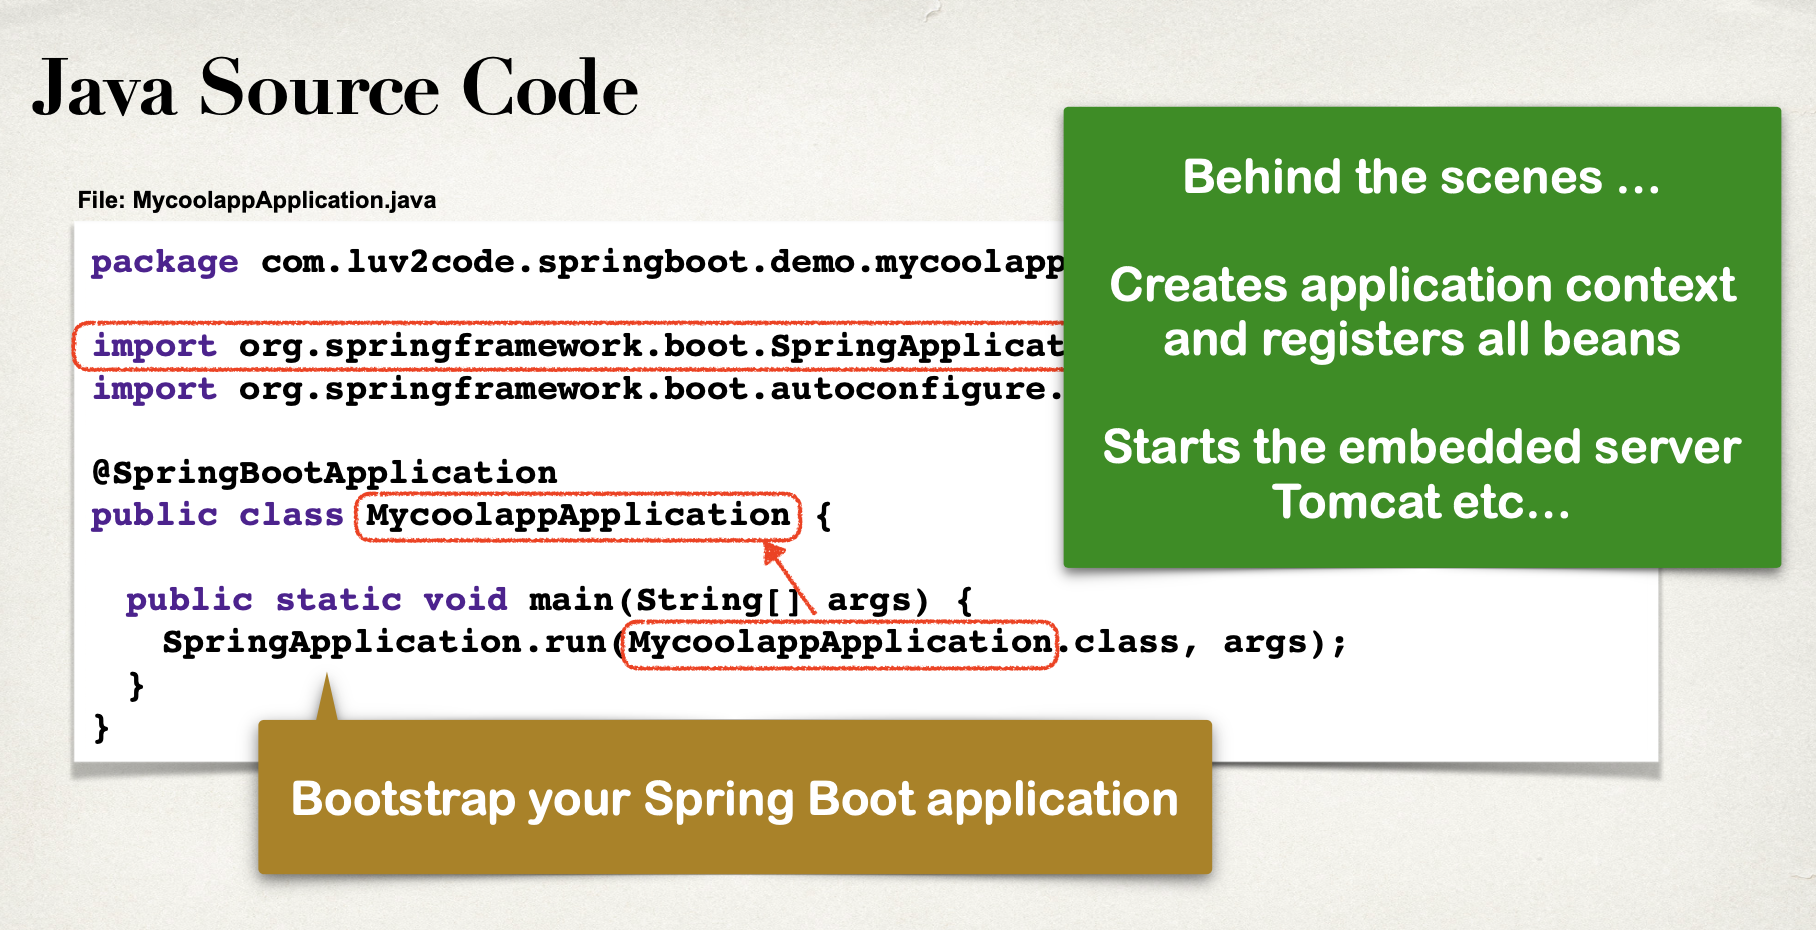 Java Source Code
File: MycoolappApplication.java
package com.luv2code.springboot.demo.mycoolapp
import org.springframework.boot.SpringApplicat
import org.springframework.boot.autoconfigure.
@SpringBootApplication
public class MycoolappApplication {
public static void main(String[] args) {
SpringApplication.run(MycoolappApplication.class, args);
}
}
Behind the scenes ...
Creates application context
and registers all beans
Starts the embedded server
Tomcat etc...
Bootstrap your Spring Boot application